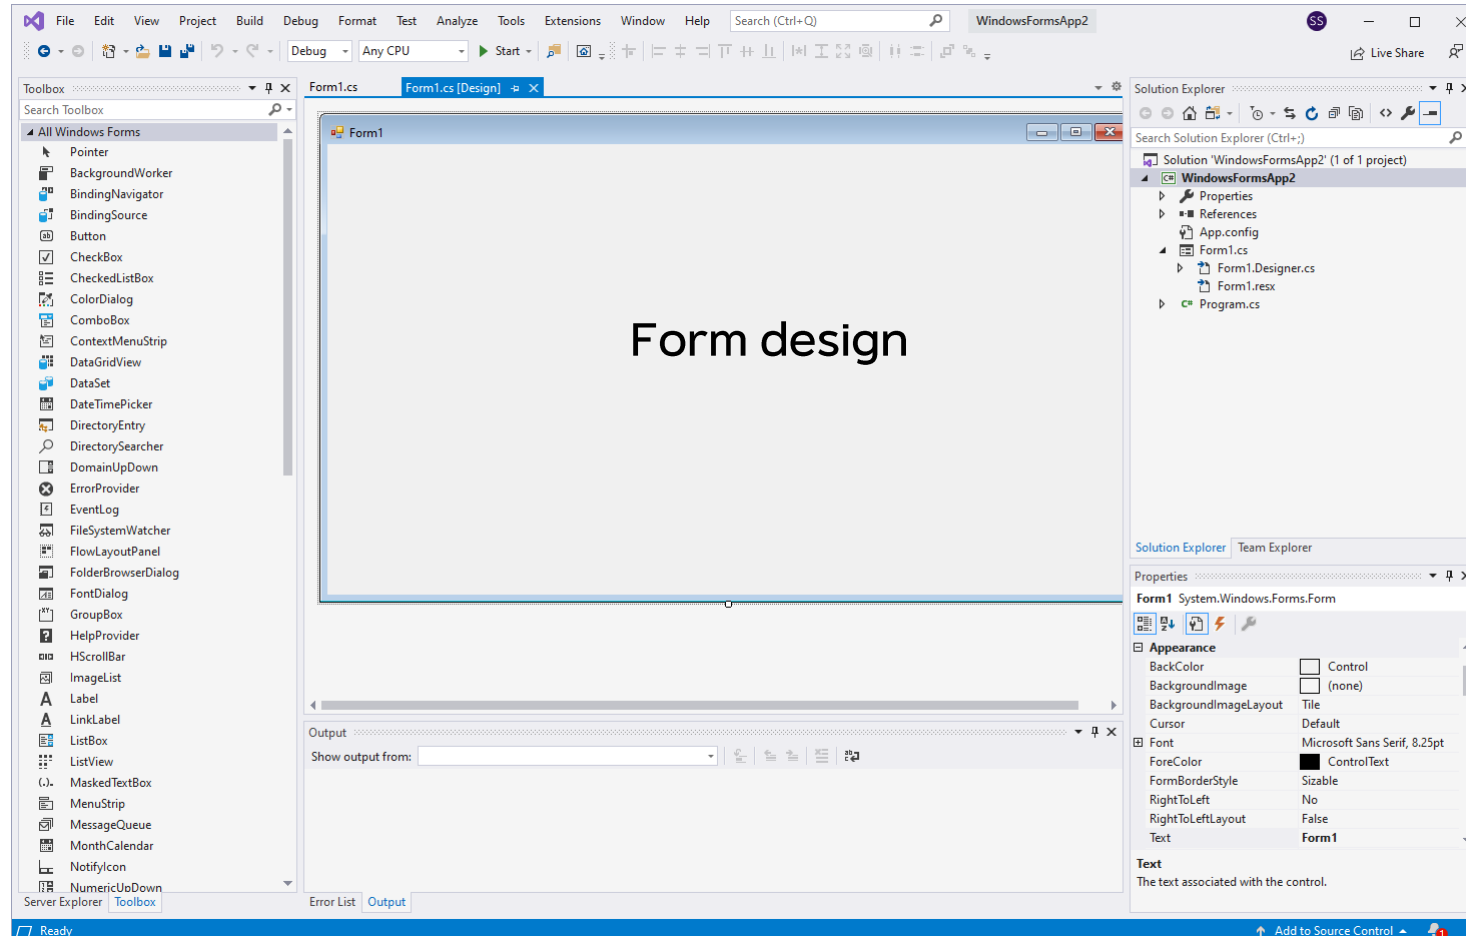 File Edit View Project Build Debug Format Test Analyze Tools Extensions Window Help Search (Ctrl+Q) WindowsFormsApp2 SS
Debug Any CPU Start Live Share
Toolbox
Search Toolbox
All Windows Forms
Pointer
BackgroundWorker
BindingNavigator
BindingSource
Button
CheckBox
CheckedListBox
ColorDialog
ComboBox
ContextMenuStrip
DataGridView
DataSet
DateTimePicker
DirectoryEntry
DirectorySearcher
DomainUpDown
ErrorProvider
EventLog
FileSystemWatcher
FlowLayoutPanel
FolderBrowserDialog
FontDialog
GroupBox
HelpProvider
HScrollBar
ImageList
Label
LinkLabel
ListBox
ListView
MaskedTextBox
MenuStrip
MessageQueue
MonthCalendar
NotifyIcon
NumericUpDown
Server Explorer Toolbox
Form1.cs Form1.cs [Design]
Form1
Form design
Output
Show output from:
Error List Output
Solution Explorer
Search Solution Explorer (Ctrl+;)
Solution 'WindowsFormsApp2' (1 of 1 project)
WindowsFormsApp2
Properties
References
App.config
Form1.cs
Form1.Designer.cs
Form1.resx
Program.cs
Solution Explorer Team Explorer
Properties
Form1 System.Windows.Forms.Form
Appearance
BackColor Control
BackgroundImage (none)
BackgroundImageLayout Tile
Cursor Default
Font Microsoft Sans Serif, 8.25pt
ForeColor ControlText
FormBorderStyle Sizable
RightToLeft No
RightToLeftLayout False
Text Form1
Text
The text associated with the control.
Ready Add to Source Control 1